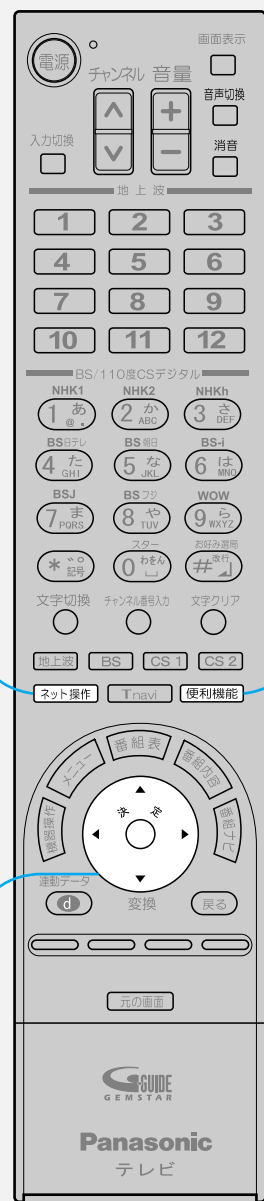 電源
画面表示
チャンネル 音量
音声切換
入力切換
消音
地上波
1 2 3
4 5 6
7 8 9
10 11 12
BS/110度CSデジタル
NHK1 NHK2 NHKh
1 あ @. 2 か ABC 3 さ DEF
BS日テレ BS朝日 BS-i
4 た GHI 5 な JKL 6 は MNO
BSJ BSフジ WOW
7 ま PQRS 8 や TUV 9 ら WXYZ
スター お好み選局
* ゛゜ 記号 0 わをん # 改行
文字切換 チャンネル番号入力 文字クリア
地上波 BS CS 1 CS 2
ネット操作 Tnavi 便利機能
機器操作 メニュー 番組表 番組内容 番組ナビ
決定
連動データ
d 変換 戻る
元の画面
G-GUIDE
GEMSTAR
Panasonic
テレビ